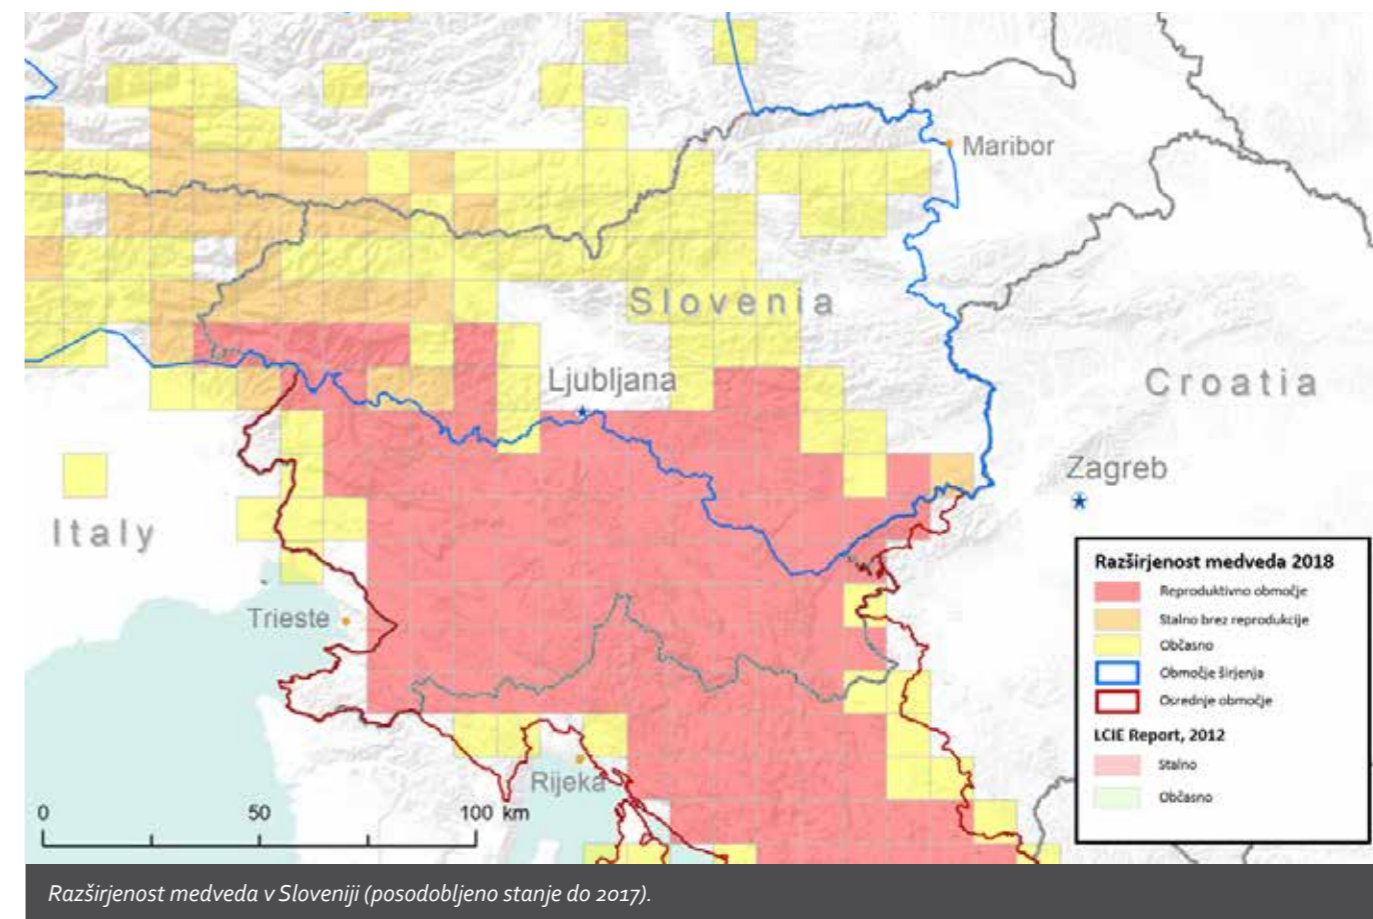 Maribor
Slovenia
Ljubljana
Croatia
Zagreb
Italy
Trieste
Rijeka
0 50 100 km
Razširjenost medveda 2018
Reproduktivno območje
Stalno brez reprodukcije
Občasno
Območje širjenja
Osrednje območje
LCIE Report, 2012
Stalno
Občasno
Razširjenost medveda v Sloveniji (posodobljeno stanje do 2017).